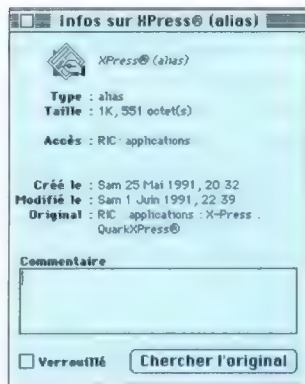 Infos sur XPress® (alias)
XPress® (alias)
Type : alias
Taille : 1K, 551 octet(s)
Accès : RIC applications
Créé le : Sam 25 Mai 1991, 20 32
Modifié le : Sam 1 Juin 1991, 22 39
Original : RIC applications : X-Press .
QuarkXPress®
Commentaire
Verrouillé
Chercher l'original